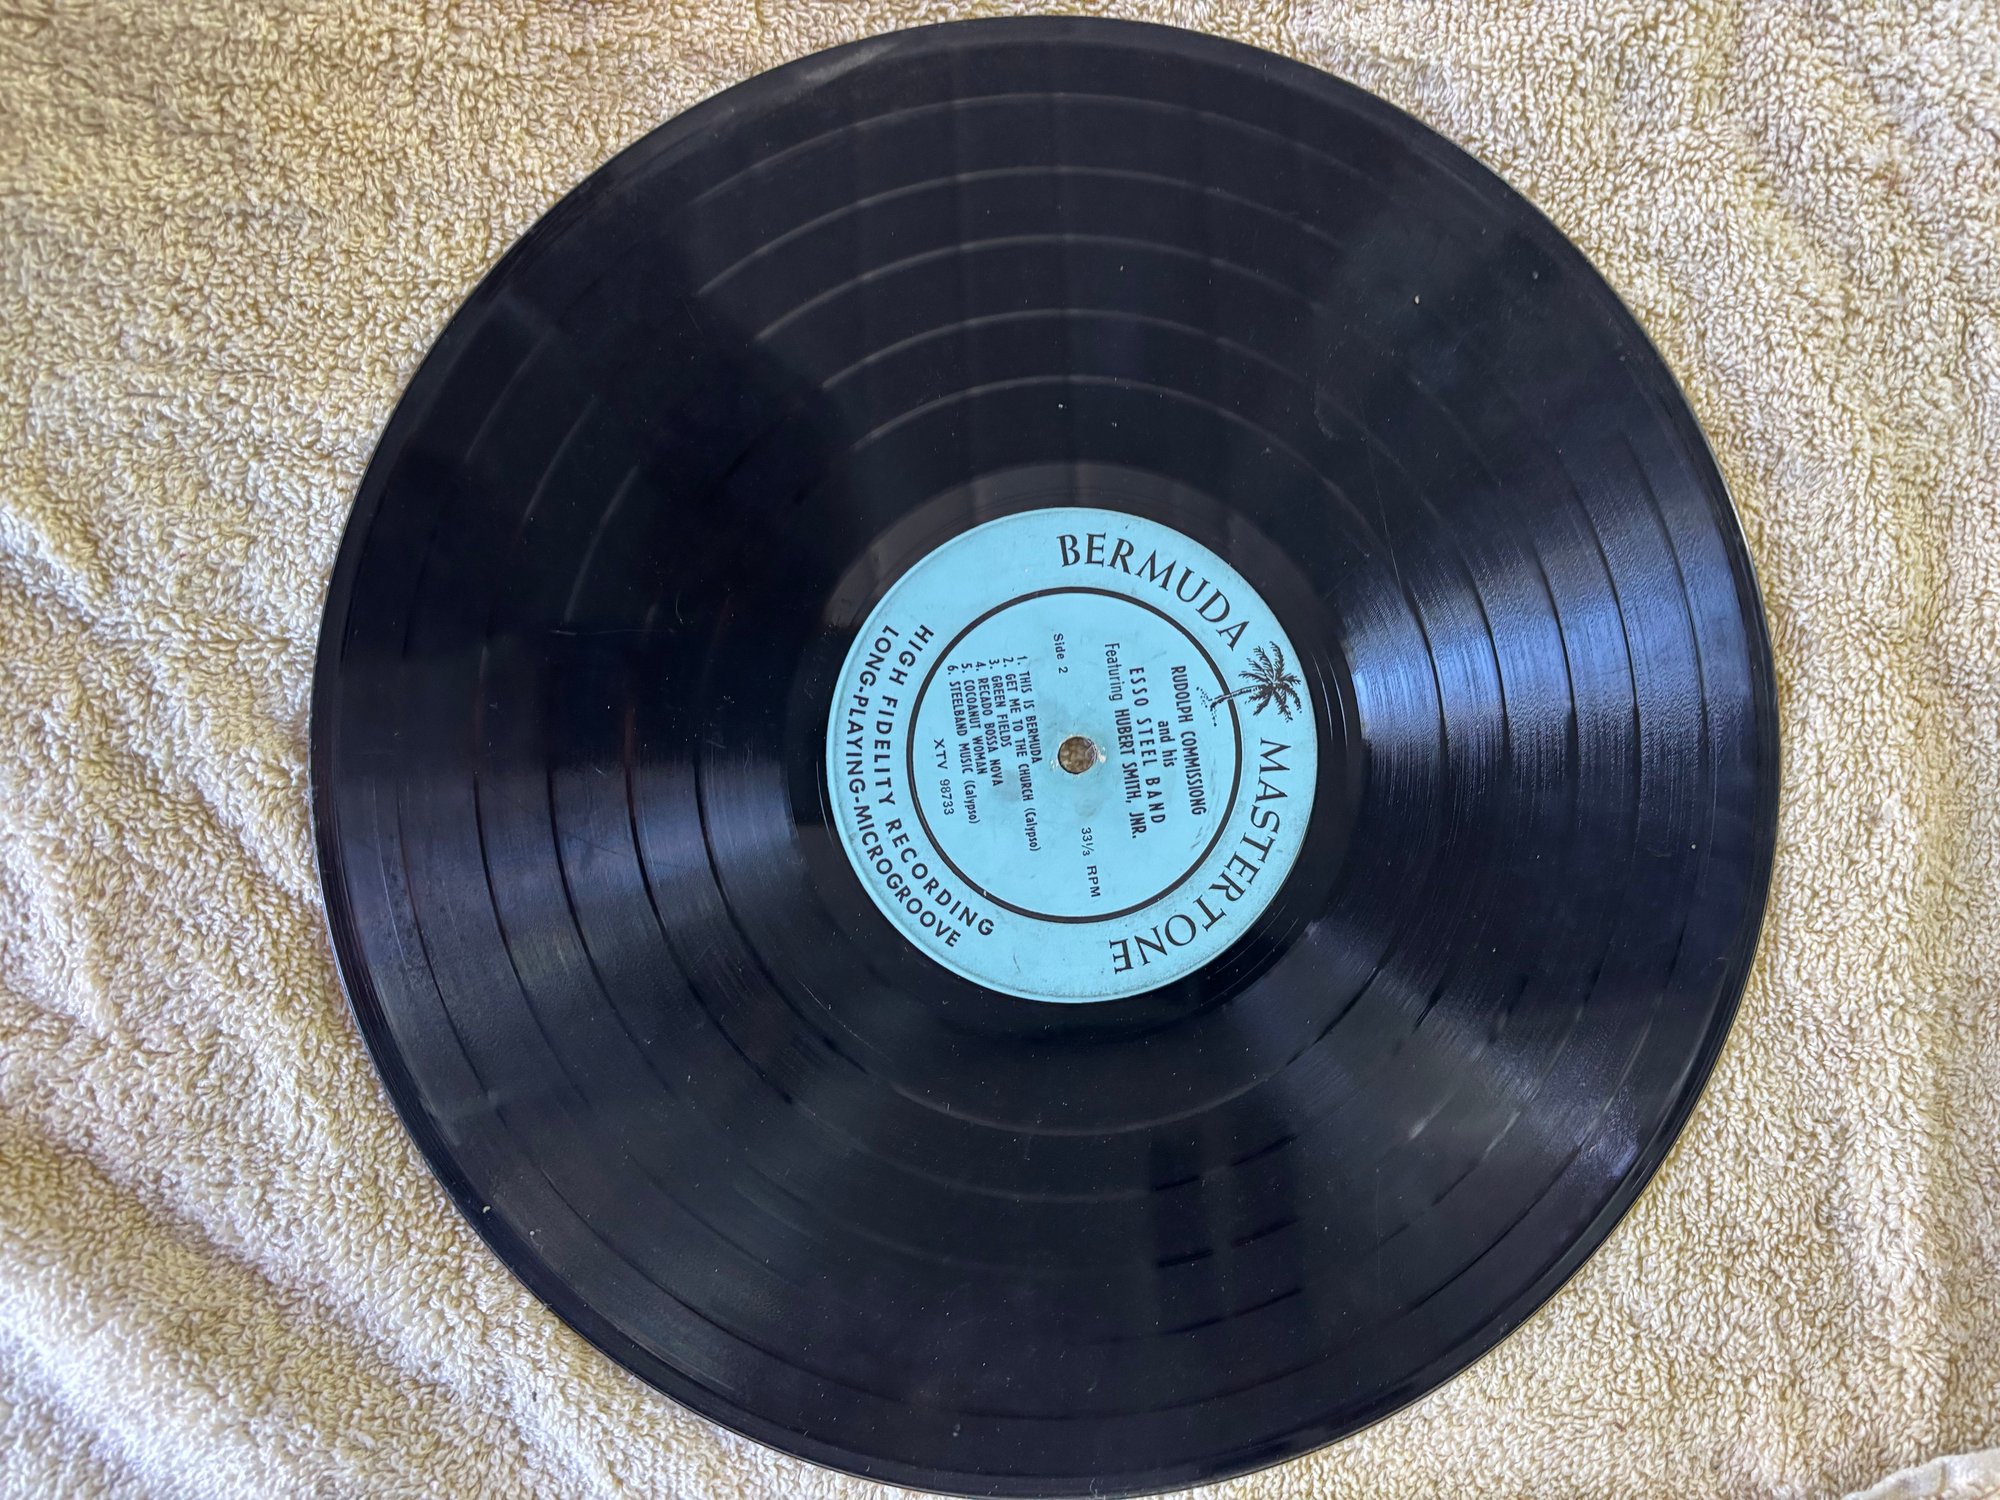 BERMUDA MASTERTONE
RUDOLPH COMMISSIONG
and his
ESSO STEEL BAND
Featuring HUBERT SMITH, JNR.
33⅓ RPM
Side 2
1. THIS IS BERMUDA
2. GET ME TO THE CHURCH (Calypso)
3. GREEN FIELDS
4. RECADO BOSSA NOVA
5. COCOANUT WOMAN
6. STEELBAND MUSIC (Calypso)
XTV 98733
HIGH FIDELITY RECORDING
LONG-PLAYING-MICROGROOVE